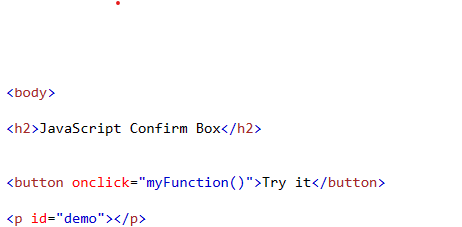 <body>
<h2>JavaScript Confirm Box</h2>
<button onclick="myFunction()">Try it</button>
<p id="demo"></p>